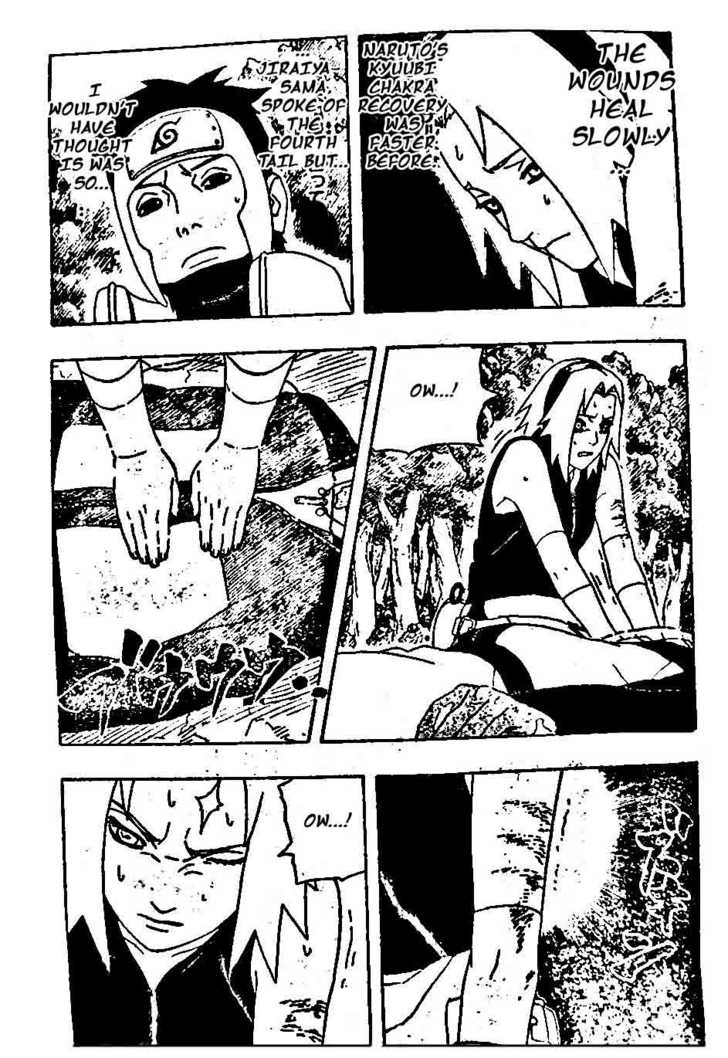 THE
WOUNDS
HEAL
SLOWLY
...
NARUTO'S
KYUUBI
CHAKRA
RECOVERY
WAS
FASTER
BEFORE.
...
JIRAIYA-
SAMA
SPOKE OF
THE
FOURTH
TAIL BUT...
I
WOULDN'T
HAVE
THOUGHT
IS WAS
SO...
OW...!
OW...!